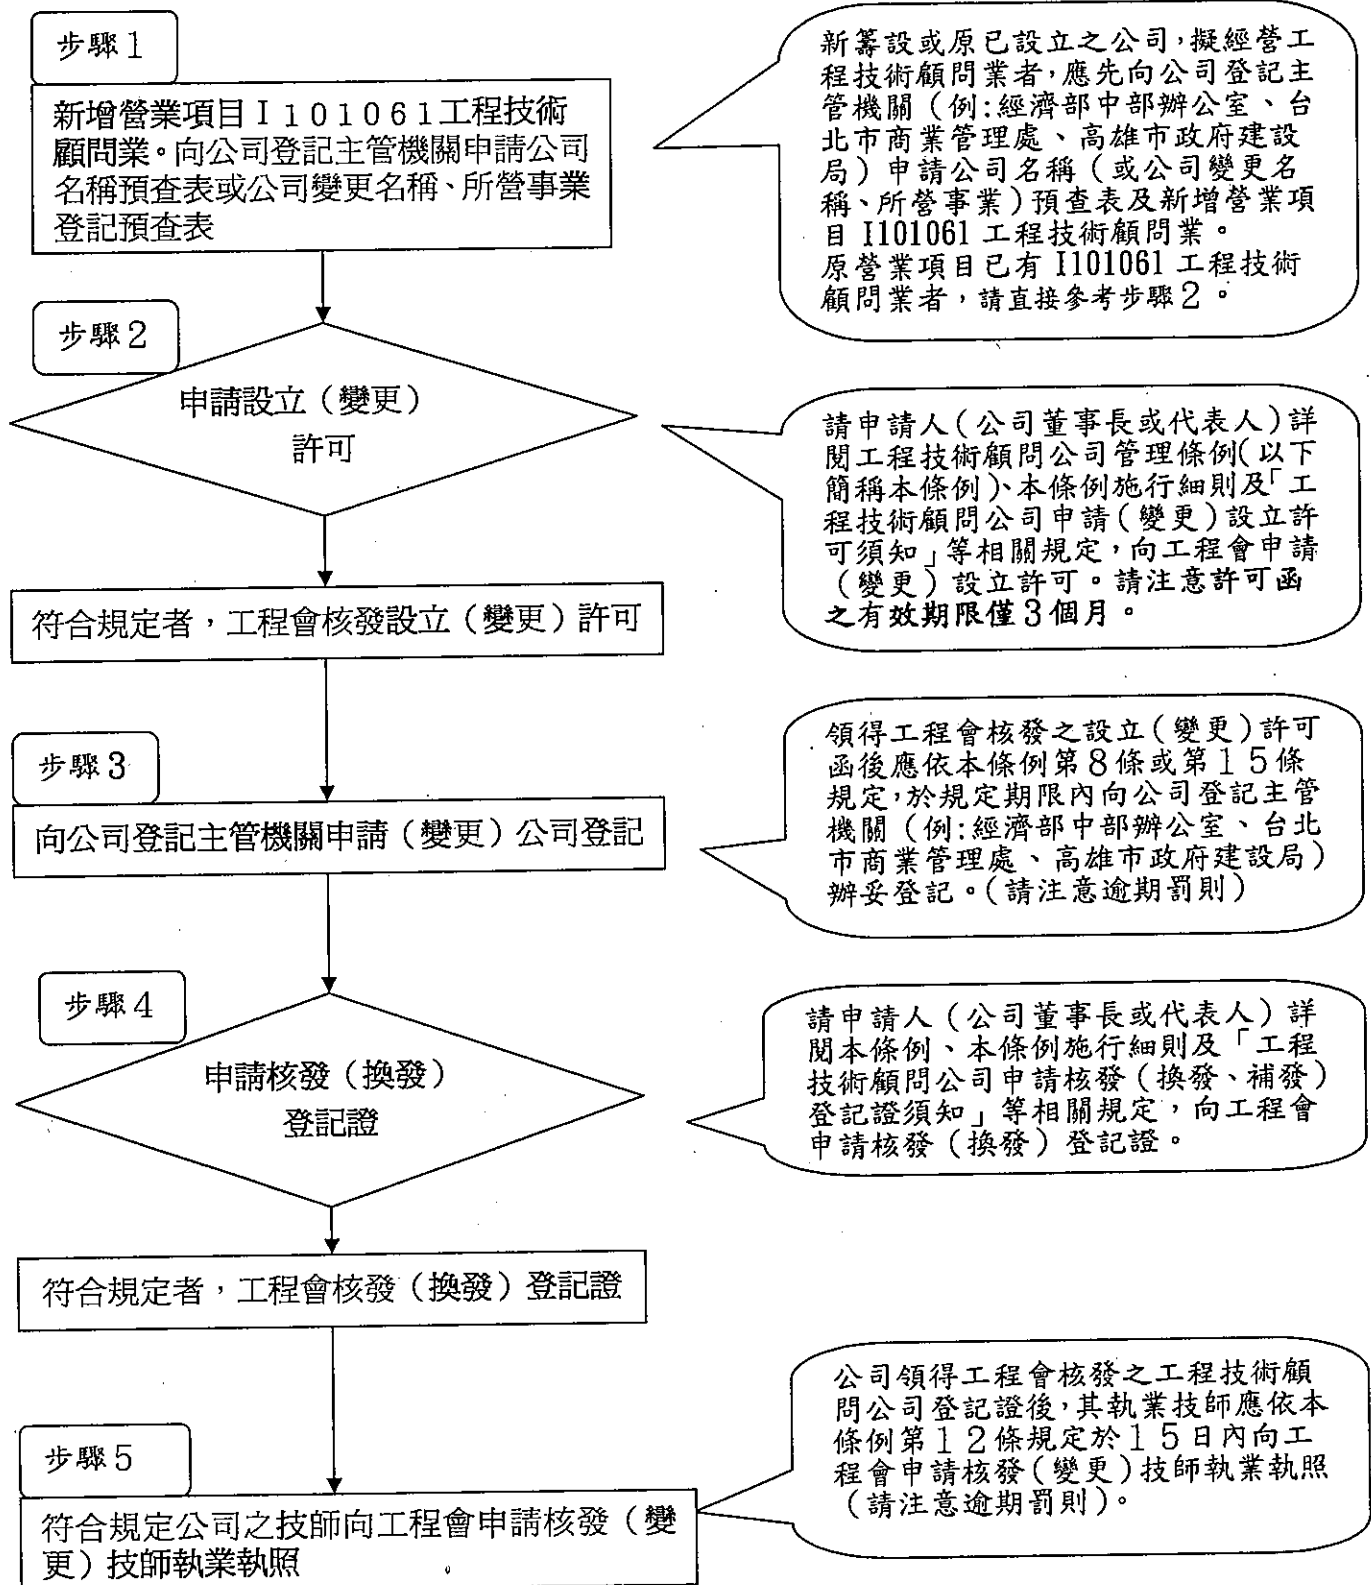 步驟1
新增營業項目I101061工程技術
顧問業。向公司登記主管機關申請公司
名稱預查表或公司變更名稱、所營事業
登記預查表
新籌設或原已設立之公司,擬經營工
程技術顧問業者,應先向公司登記主
管機關(例:經濟部中部辦公室、台
北市商業管理處、高雄市政府建設
局)申請公司名稱(或公司變更名
稱、所營事業)預查表及新增營業項
目I101061工程技術顧問業。
原營業項目已有I101061工程技術
顧問業者,請直接參考步驟2。
步驟2
申請設立(變更)
許可
請申請人(公司董事長或代表人)詳
閱工程技術顧問公司管理條例(以下
簡稱本條例)、本條例施行細則及「工
程技術顧問公司申請(變更)設立許
可須知」等相關規定,向工程會申請
(變更)設立許可。請注意許可函
之有效期限僅3個月。
符合規定者,工程會核發設立(變更)許可
步驟3
向公司登記主管機關申請(變更)公司登記
領得工程會核發之設立(變更)許可
函後應依本條例第8條或第15條
規定,於規定期限內向公司登記主管
機關(例:經濟部中部辦公室、台北
市商業管理處、高雄市政府建設局)
辦妥登記。(請注意逾期罰則)
步驟4
申請核發(換發)
登記證
請申請人(公司董事長或代表人)詳
閱本條例、本條例施行細則及「工程
技術顧問公司申請核發(換發、補發)
登記證須知」等相關規定,向工程會
申請核發(換發)登記證。
符合規定者,工程會核發(換發)登記證
步驟5
符合規定公司之技師向工程會申請核發(變
更)技師執業執照
公司領得工程會核發之工程技術顧
問公司登記證後,其執業技師應依本
條例第12條規定於15日內向工
程會申請核發(變更)技師執業執照
(請注意逾期罰則)。